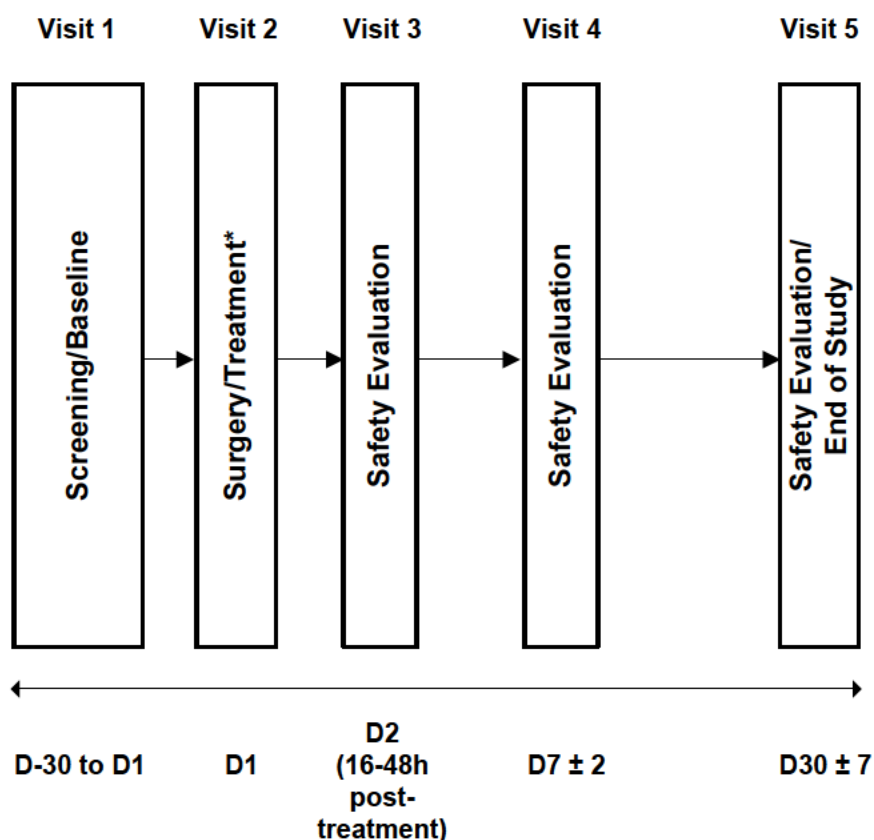 Visit 1
Visit 2
Visit 3
Visit 4
Visit 5
Screening/Baseline
Surgery/Treatment*
Safety Evaluation
Safety Evaluation
Safety Evaluation/
End of Study
D-30 to D1
D1
D2
(16-48h
post-
treatment)
D7 ± 2
D30 ± 7